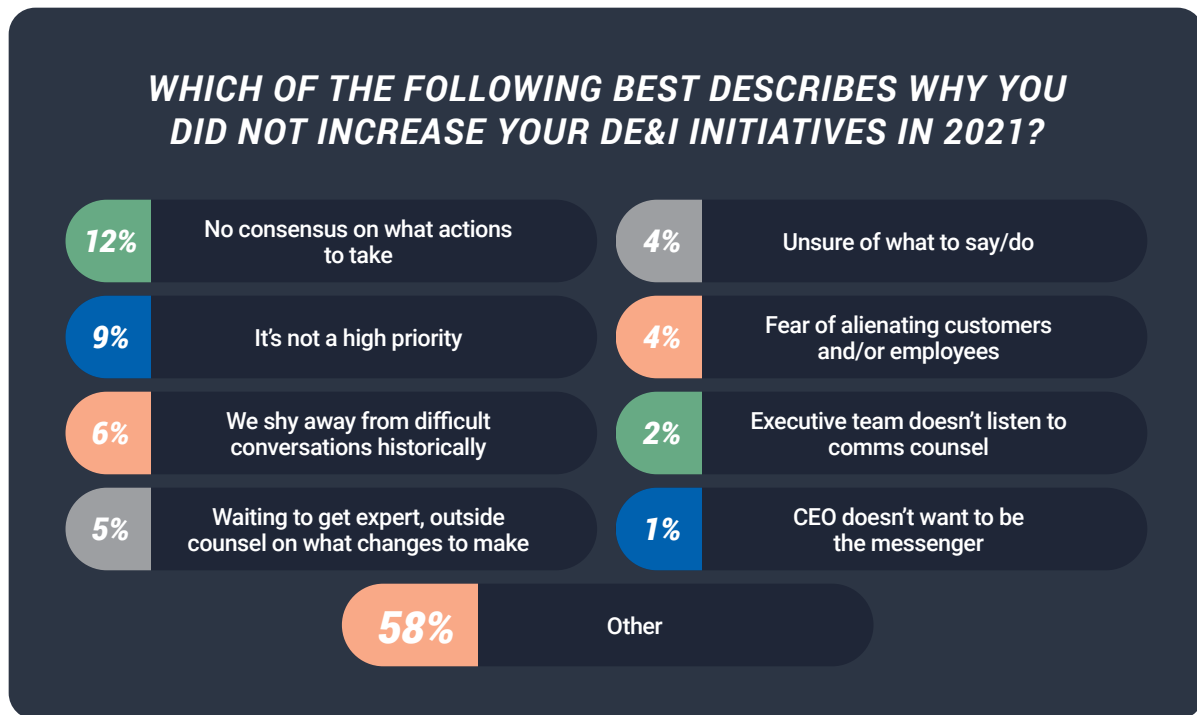 WHICH OF THE FOLLOWING BEST DESCRIBES WHY YOU
DID NOT INCREASE YOUR DE&I INITIATIVES IN 2021?
12%
No consensus on what actions
to take
9%
It's not a high priority
6%
We shy away from difficult
conversations historically
5%
Waiting to get expert, outside
counsel on what changes to make
4%
Unsure of what to say/do
4%
Fear of alienating customers
and/or employees
2%
Executive team doesn't listen to
comms counsel
1%
CEO doesn't want to be
the messenger
58%
Other